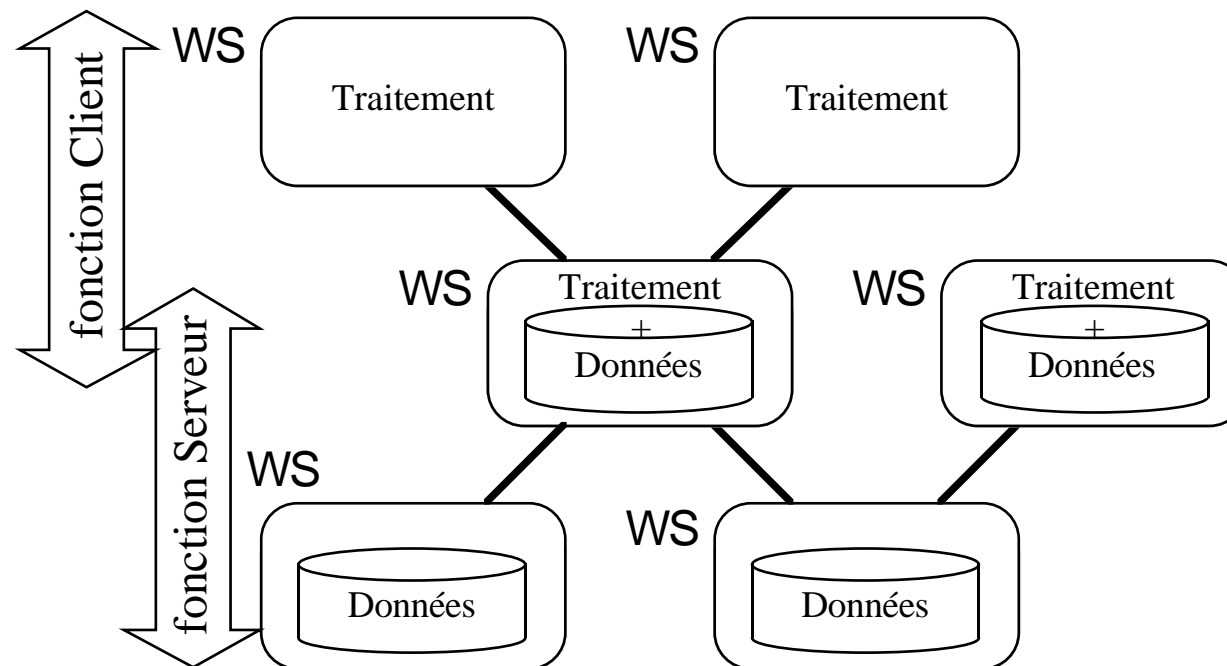 fonction Client
WS
Traitement
WS
Traitement
fonction Serveur
WS
Traitement
+
Données
WS
Traitement
+
Données
WS
Données
WS
Données